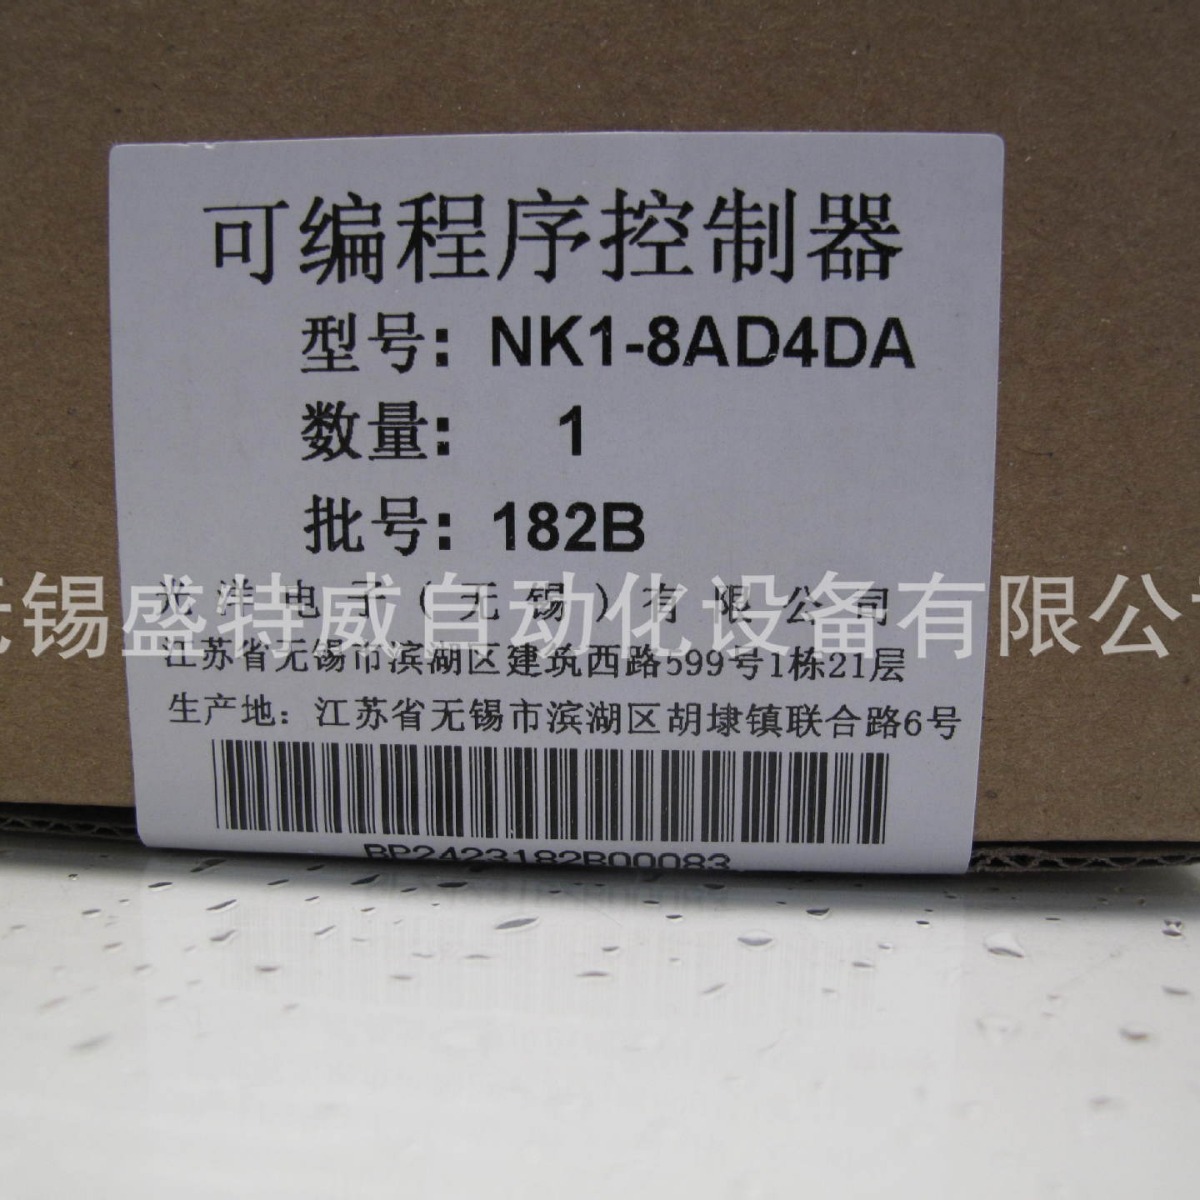 可编程序控制器
型号: NK1-8AD4DA
数量: 1
批号: 182B
光洋电子(无锡)有限公司
无锡盛特威自动化设备有限公司
江苏省无锡市滨湖区建筑西路599号1栋21层
生产地: 江苏省无锡市滨湖区胡埭镇联合路6号
BP2423182B00083